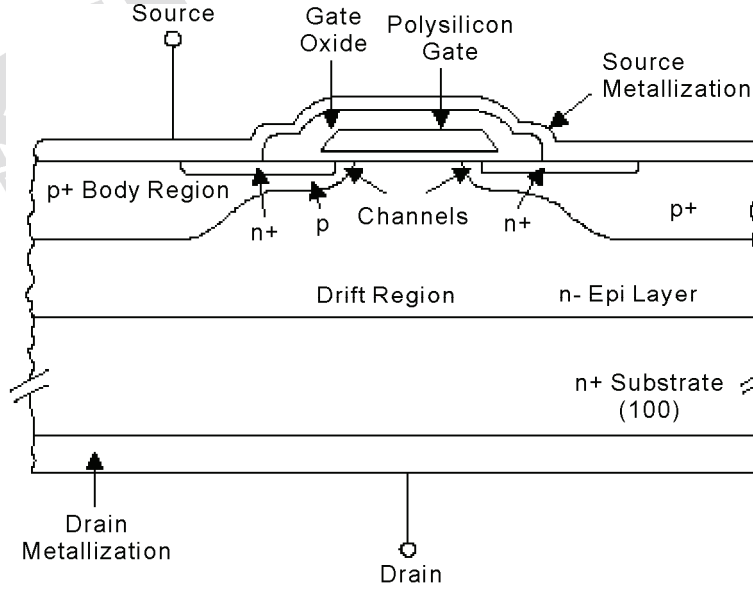 Source
Gate
Oxide
Polysilicon
Gate
Source
Metallization
p+ Body Region
n+
p
Channels
n+
p+
Drift Region
n- Epi Layer
n+ Substrate
(100)
Drain
Metallization
Drain